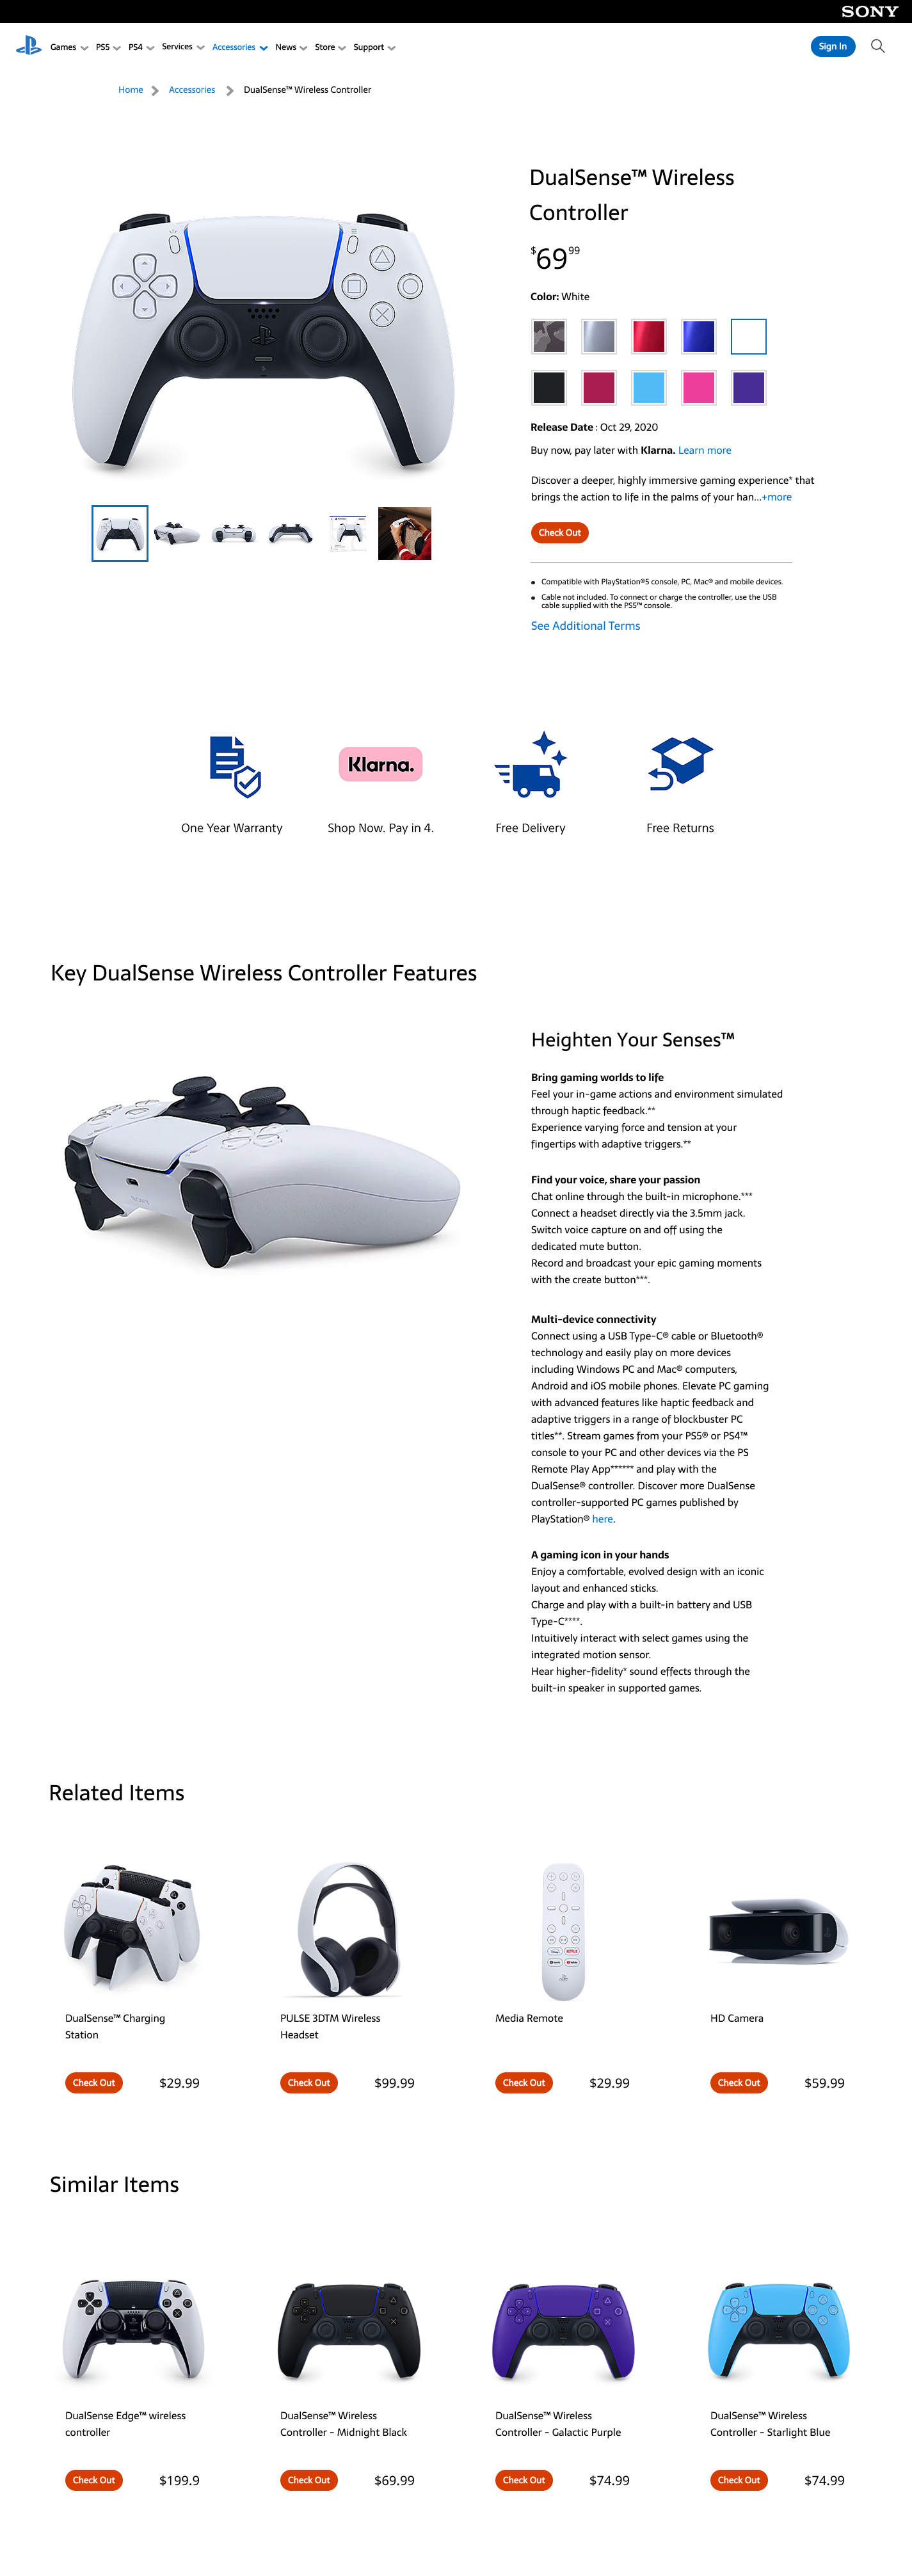 SONY
Games PS5 PS4 Services Accessories News Store Support
Sign In
Home Accessories DualSense™ Wireless Controller
DualSense™ Wireless
Controller
$69.99
Color: White
Release Date : Oct 29, 2020
Buy now, pay later with Klarna. Learn more
Discover a deeper, highly immersive gaming experience* that
brings the action to life in the palms of your han...+more
Check Out
Compatible with PlayStation®5 console, PC, Mac® and mobile devices.
Cable not included. To connect or charge the controller, use the USB
cable supplied with the PS5™ console.
See Additional Terms
Klarna.
One Year Warranty
Shop Now. Pay in 4.
Free Delivery
Free Returns
Key DualSense Wireless Controller Features
Heighten Your Senses™
Bring gaming worlds to life
Feel your in-game actions and environment simulated
through haptic feedback.**
Experience varying force and tension at your
fingertips with adaptive triggers.**
Find your voice, share your passion
Chat online through the built-in microphone.***
Connect a headset directly via the 3.5mm jack.
Switch voice capture on and off using the
dedicated mute button.
Record and broadcast your epic gaming moments
with the create button***.
Multi-device connectivity
Connect using a USB Type-C® cable or Bluetooth®
technology and easily play on more devices
including Windows PC and Mac® computers,
Android and iOS mobile phones. Elevate PC gaming
with advanced features like haptic feedback and
adaptive triggers in a range of blockbuster PC
titles**. Stream games from your PS5® or PS4™
console to your PC and other devices via the PS
Remote Play App****** and play with the
DualSense® controller. Discover more DualSense
controller-supported PC games published by
PlayStation® here.
A gaming icon in your hands
Enjoy a comfortable, evolved design with an iconic
layout and enhanced sticks.
Charge and play with a built-in battery and USB
Type-C****.
Intuitively interact with select games using the
integrated motion sensor.
Hear higher-fidelity* sound effects through the
built-in speaker in supported games.
Related Items
DualSense™ Charging
Station
Check Out $29.99
PULSE 3DTM Wireless
Headset
Check Out $99.99
Media Remote
Check Out $29.99
HD Camera
Check Out $59.99
Similar Items
DualSense Edge™ wireless
controller
Check Out $199.9
DualSense™ Wireless
Controller - Midnight Black
Check Out $69.99
DualSense™ Wireless
Controller - Galactic Purple
Check Out $74.99
DualSense™ Wireless
Controller - Starlight Blue
Check Out $74.99